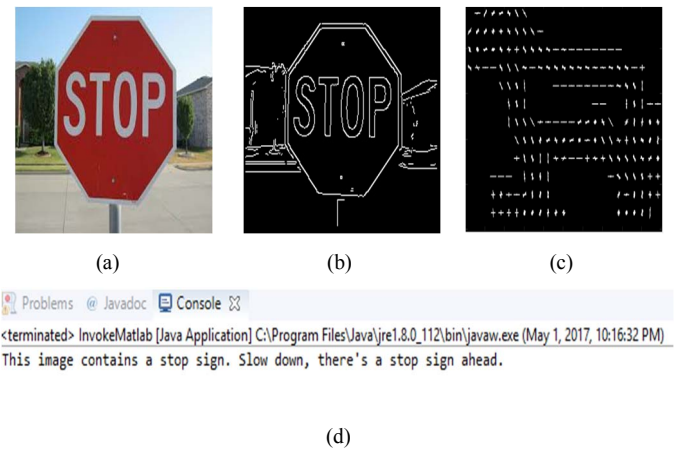 STOP
STOP
(a)
(b)
(c)
Problems @ Javadoc Console
<terminated> InvokeMatlab [Java Application] C:\Program Files\Java\jre1.8.0_112\bin\javaw.exe (May 1, 2017, 10:16:32 PM)
This image contains a stop sign. Slow down, there's a stop sign ahead.
(d)